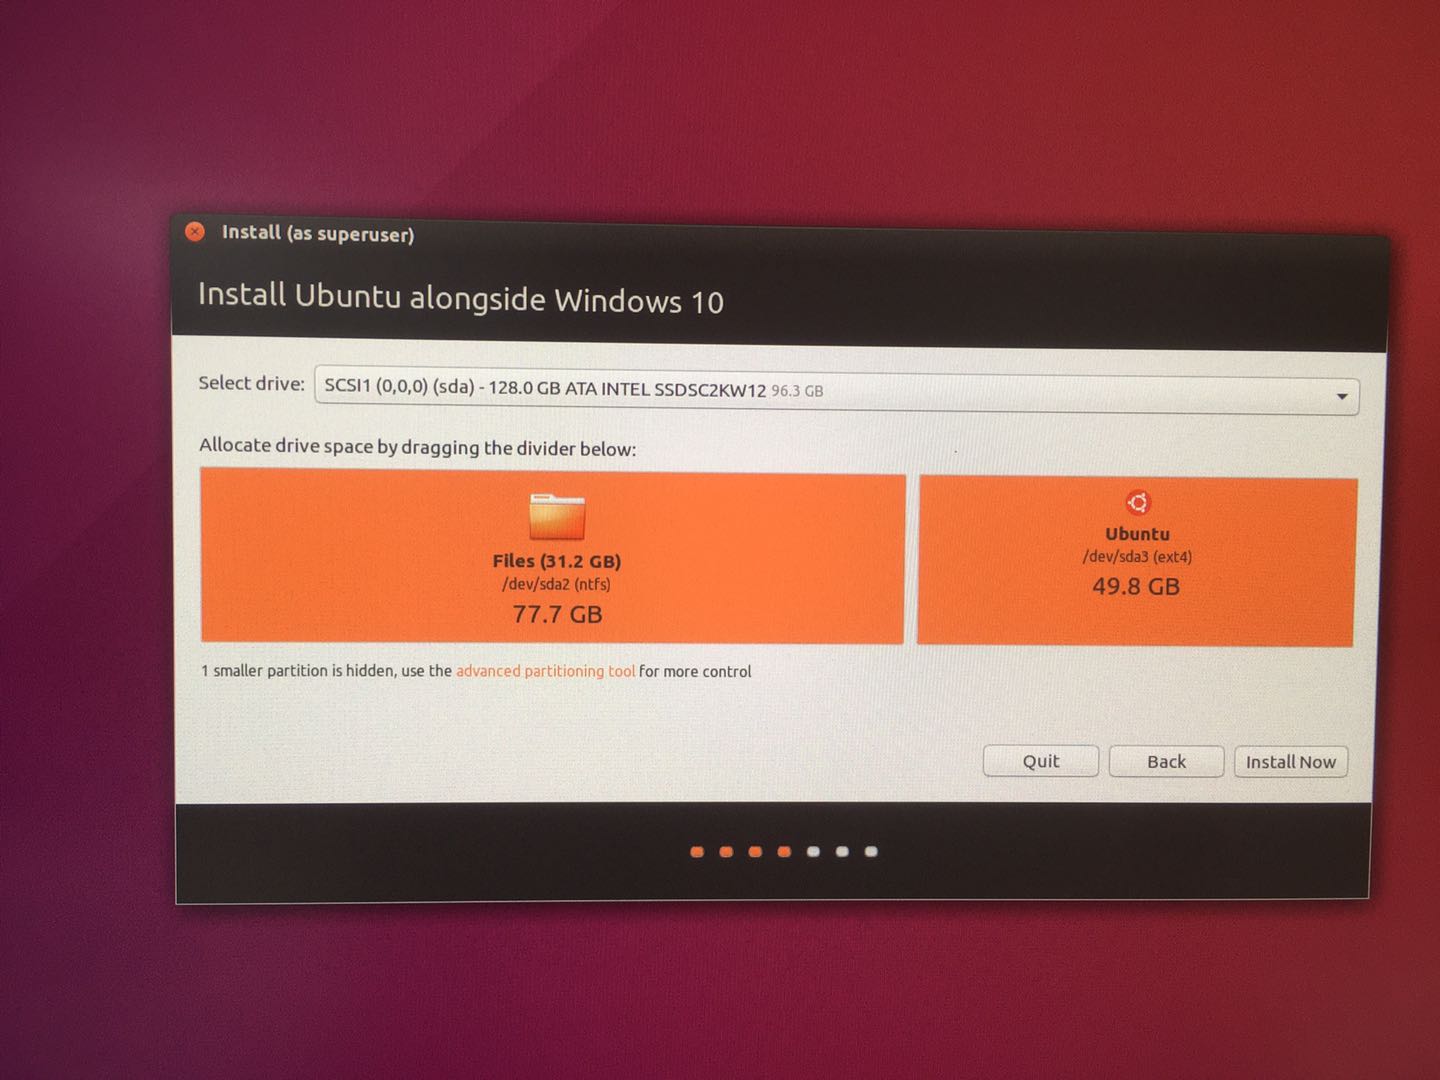 Install (as superuser)
Install Ubuntu alongside Windows 10
Select drive: SCSI1 (0,0,0) (sda) - 128.0 GB ATA INTEL SSDSC2KW12 96.3 GB
Allocate drive space by dragging the divider below:
Files (31.2 GB)
/dev/sda2 (ntfs)
77.7 GB
Ubuntu
/dev/sda3 (ext4)
49.8 GB
1 smaller partition is hidden, use the advanced partitioning tool for more control
Quit
Back
Install Now